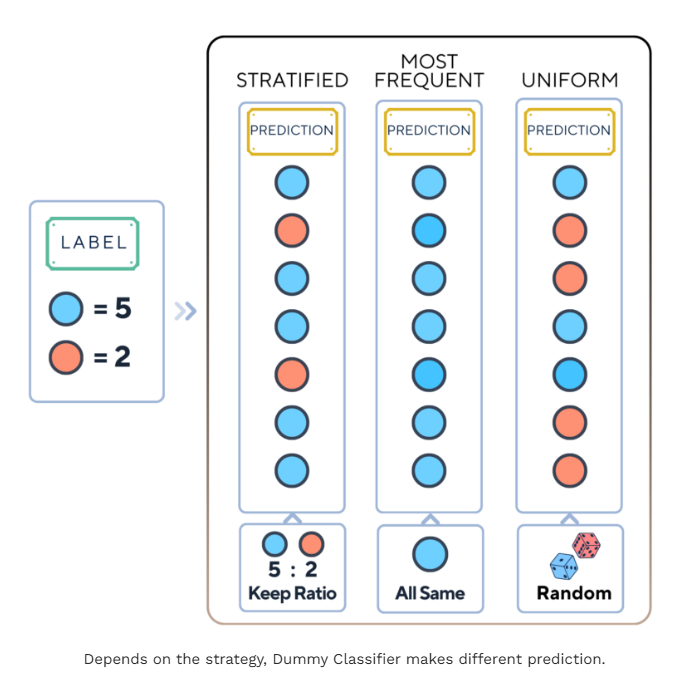 LABEL
= 5
= 2
STRATIFIED
PREDICTION
5 : 2
Keep Ratio
MOST
FREQUENT
PREDICTION
All Same
UNIFORM
PREDICTION
Random
Depends on the strategy, Dummy Classifier makes different prediction.